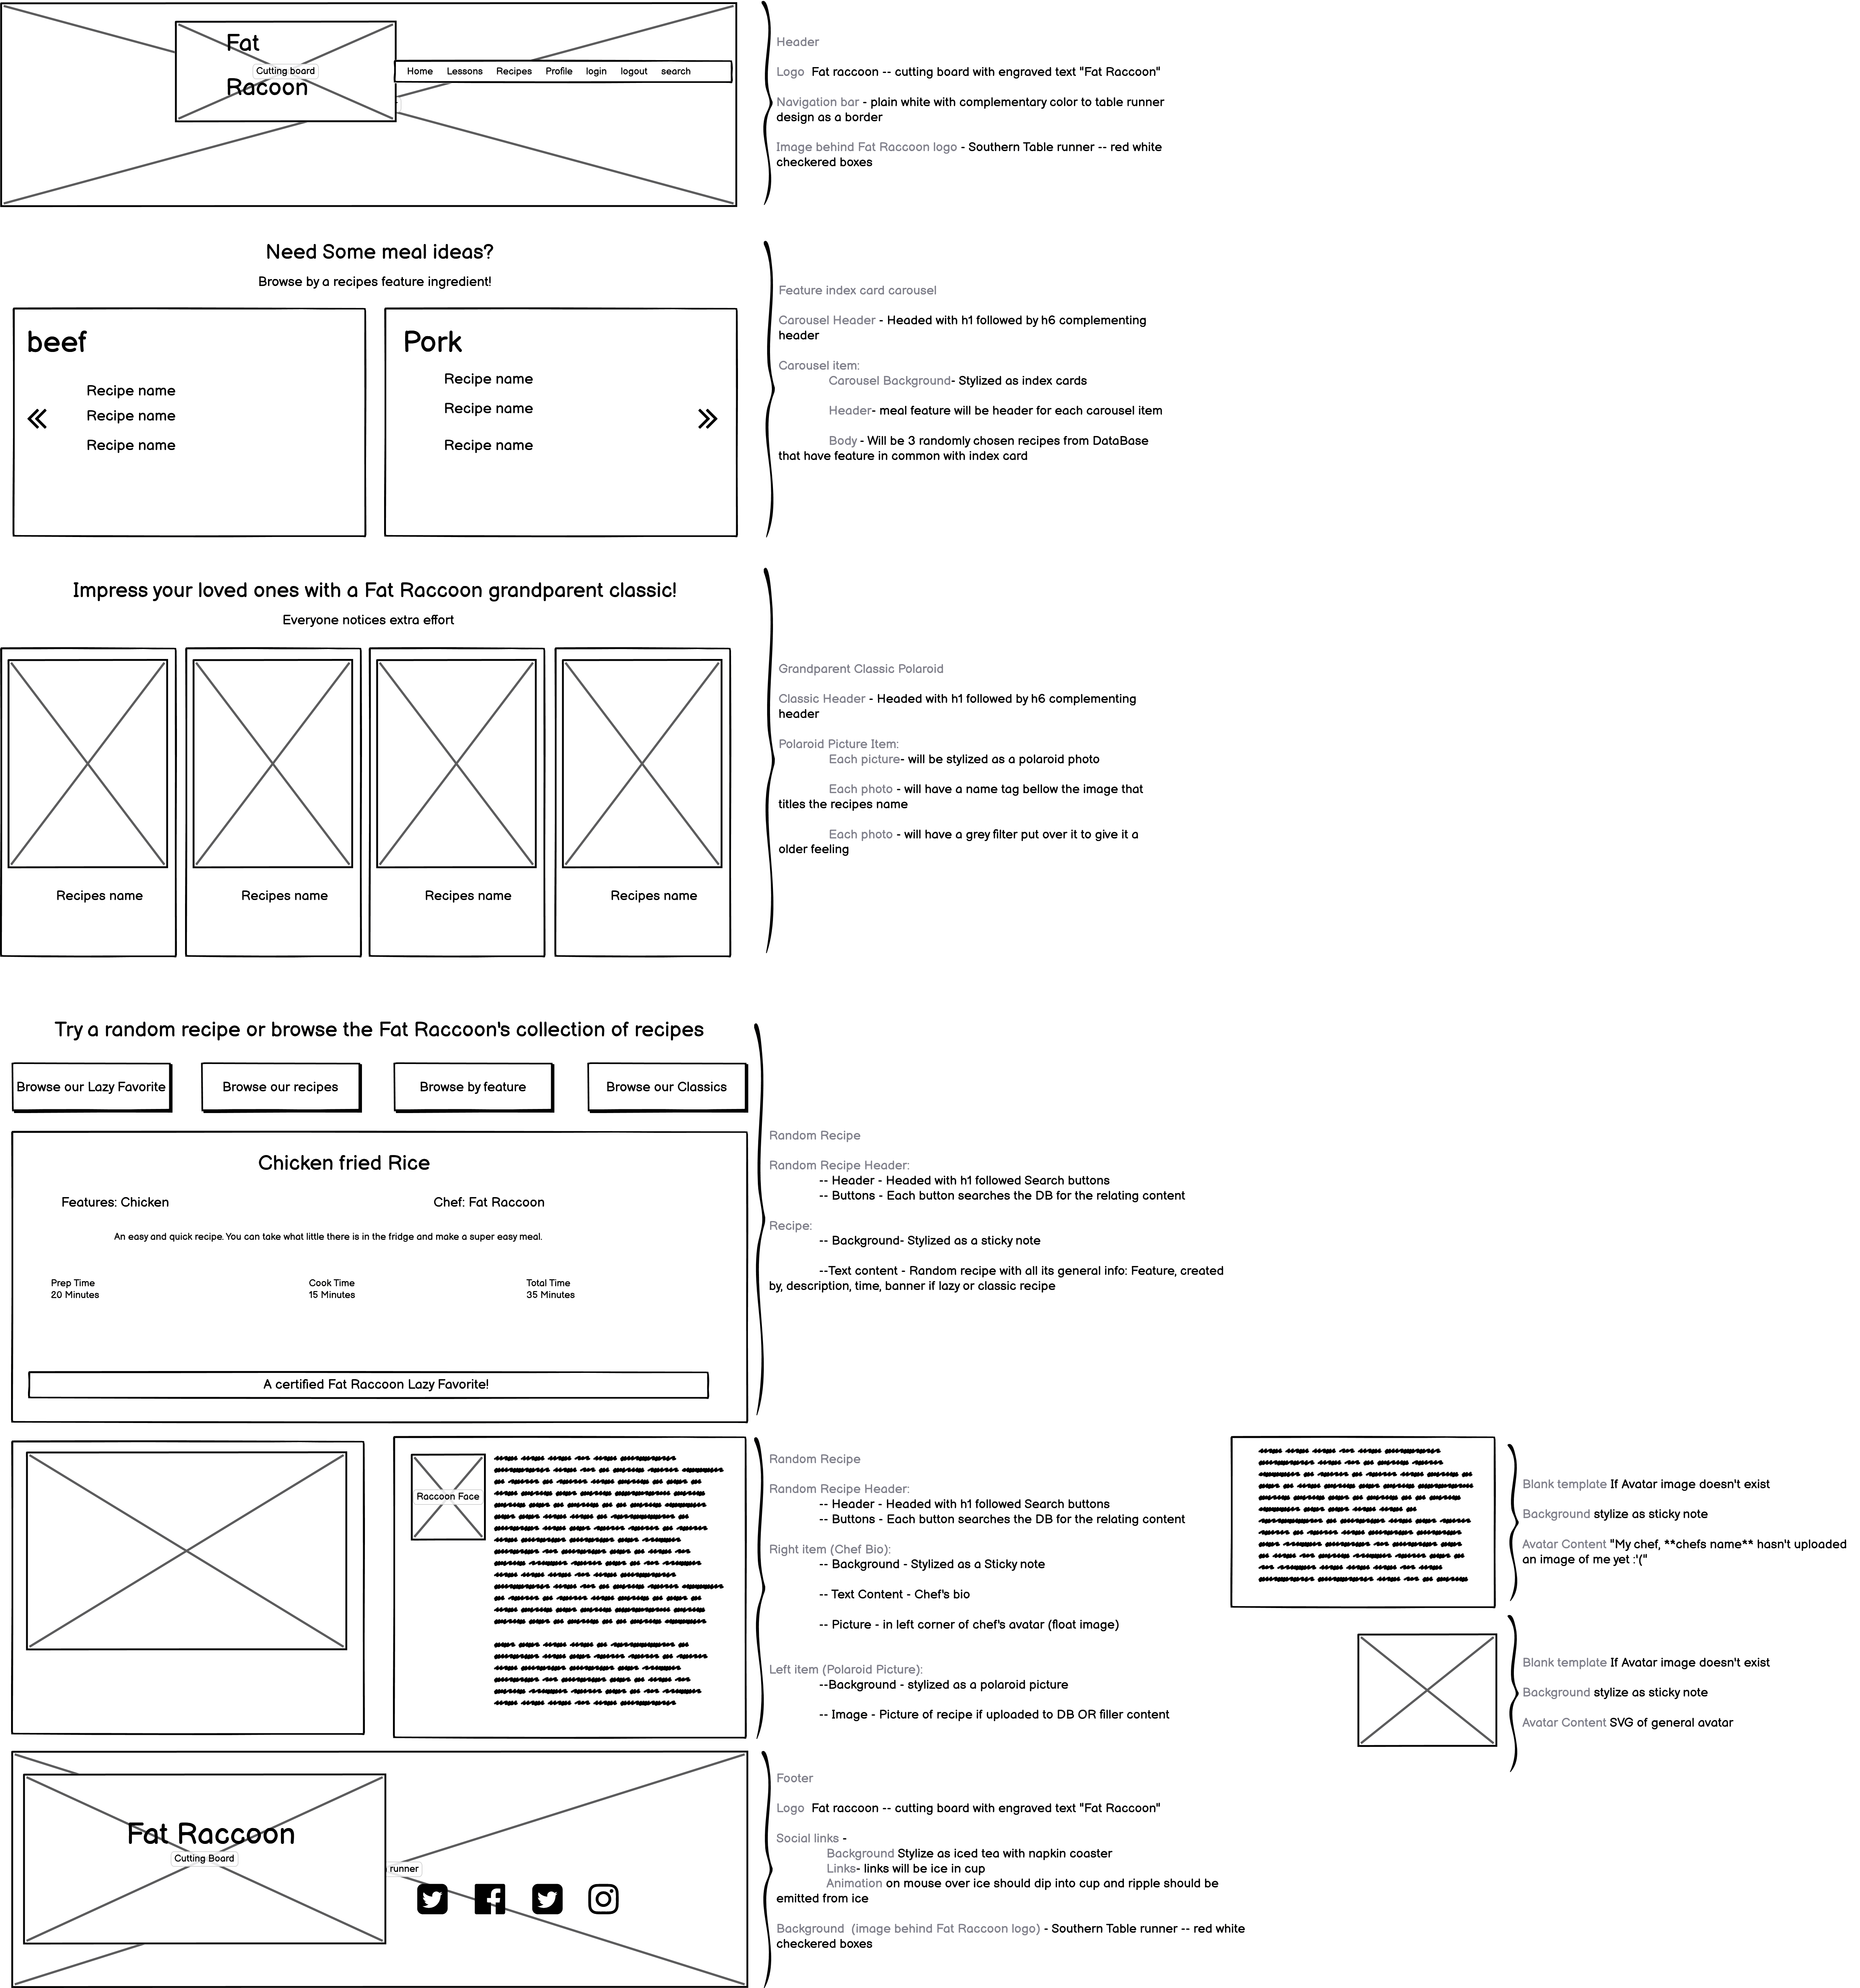 Fat
Racoon
Cutting board
Home Lessons Recipes Profile login logout search
Header
Logo Fat raccoon -- cutting board with engraved text "Fat Raccoon"
Navigation bar - plain white with complementary color to table runner
design as a border
Image behind Fat Raccoon logo - Southern Table runner -- red white
checkered boxes
Need Some meal ideas?
Browse by a recipes feature ingredient!
beef
Recipe name
Recipe name
Recipe name
Pork
Recipe name
Recipe name
Recipe name
Feature index card carousel
Carousel Header - Headed with h1 followed by h6 complementing
header
Carousel item:
Carousel Background- Stylized as index cards
Header- meal feature will be header for each carousel item
Body - Will be 3 randomly chosen recipes from DataBase
that have feature in common with index card
Impress your loved ones with a Fat Raccoon grandparent classic!
Everyone notices extra effort
Recipes name
Recipes name
Recipes name
Recipes name
Grandparent Classic Polaroid
Classic Header - Headed with h1 followed by h6 complementing
header
Polaroid Picture Item:
Each picture- will be stylized as a polaroid photo
Each photo - will have a name tag bellow the image that
titles the recipes name
Each photo - will have a grey filter put over it to give it a
older feeling
Try a random recipe or browse the Fat Raccoon's collection of recipes
Browse our Lazy Favorite
Browse our recipes
Browse by feature
Browse our Classics
Chicken fried Rice
Features: Chicken
Chef: Fat Raccoon
An easy and quick recipe. You can take what little there is in the fridge and make a super easy meal.
Prep Time
20 Minutes
Cook Time
15 Minutes
Total Time
35 Minutes
A certified Fat Raccoon Lazy Favorite!
Random Recipe
Random Recipe Header:
-- Header - Headed with h1 followed Search buttons
-- Buttons - Each button searches the DB for the relating content
Recipe:
-- Background- Stylized as a sticky note
--Text content - Random recipe with all its general info: Feature, created
by, description, time, banner if lazy or classic recipe
Raccoon Face
Random Recipe
Random Recipe Header:
-- Header - Headed with h1 followed Search buttons
-- Buttons - Each button searches the DB for the relating content
Right item (Chef Bio):
-- Background - Stylized as a Sticky note
-- Text Content - Chef's bio
-- Picture - in left corner of chef's avatar (float image)
Left item (Polaroid Picture):
--Background - stylized as a polaroid picture
-- Image - Picture of recipe if uploaded to DB OR filler content
Blank template If Avatar image doesn't exist
Background stylize as sticky note
Avatar Content "My chef, **chefs name** hasn't uploaded
an image of me yet :'("
Blank template If Avatar image doesn't exist
Background stylize as sticky note
Avatar Content SVG of general avatar
Fat Raccoon
Cutting Board
runner
Footer
Logo Fat raccoon -- cutting board with engraved text "Fat Raccoon"
Social links -
Background Stylize as iced tea with napkin coaster
Links- links will be ice in cup
Animation on mouse over ice should dip into cup and ripple should be
emitted from ice
Background (image behind Fat Raccoon logo) - Southern Table runner -- red white
checkered boxes